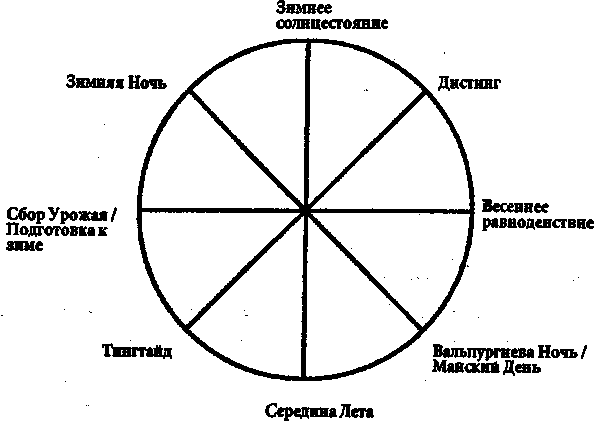 Зимнее
солнцестояние
Зимняя Ночь
Дистинг
Сбор Урожая /
Подготовка к
зиме
Весеннее
равноденствие
Тингтайд
Вальпургиева Ночь /
Майский День
Середина Лета